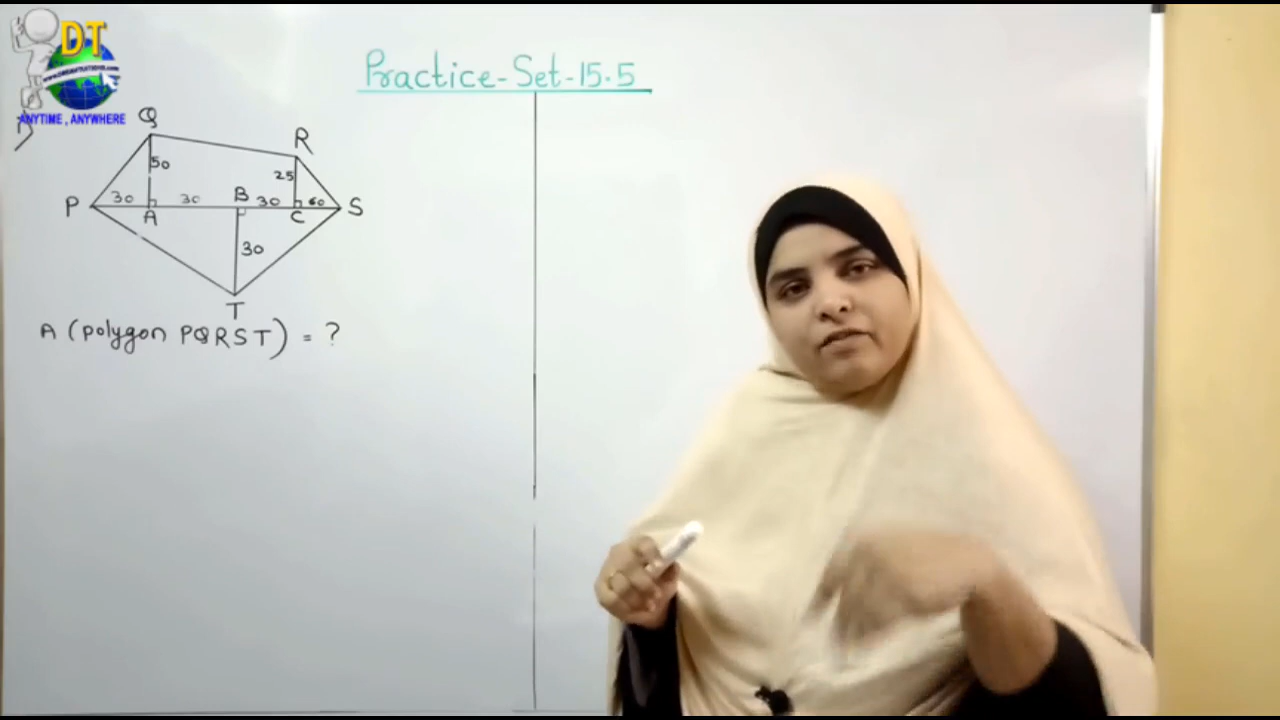 DT
ANYTIME , ANYWHERE
Practice-Set-15.5
Q
R
50
25
P 30 A 30 B 30 C 60 S
30
T
A (polygon PQRST) = ?